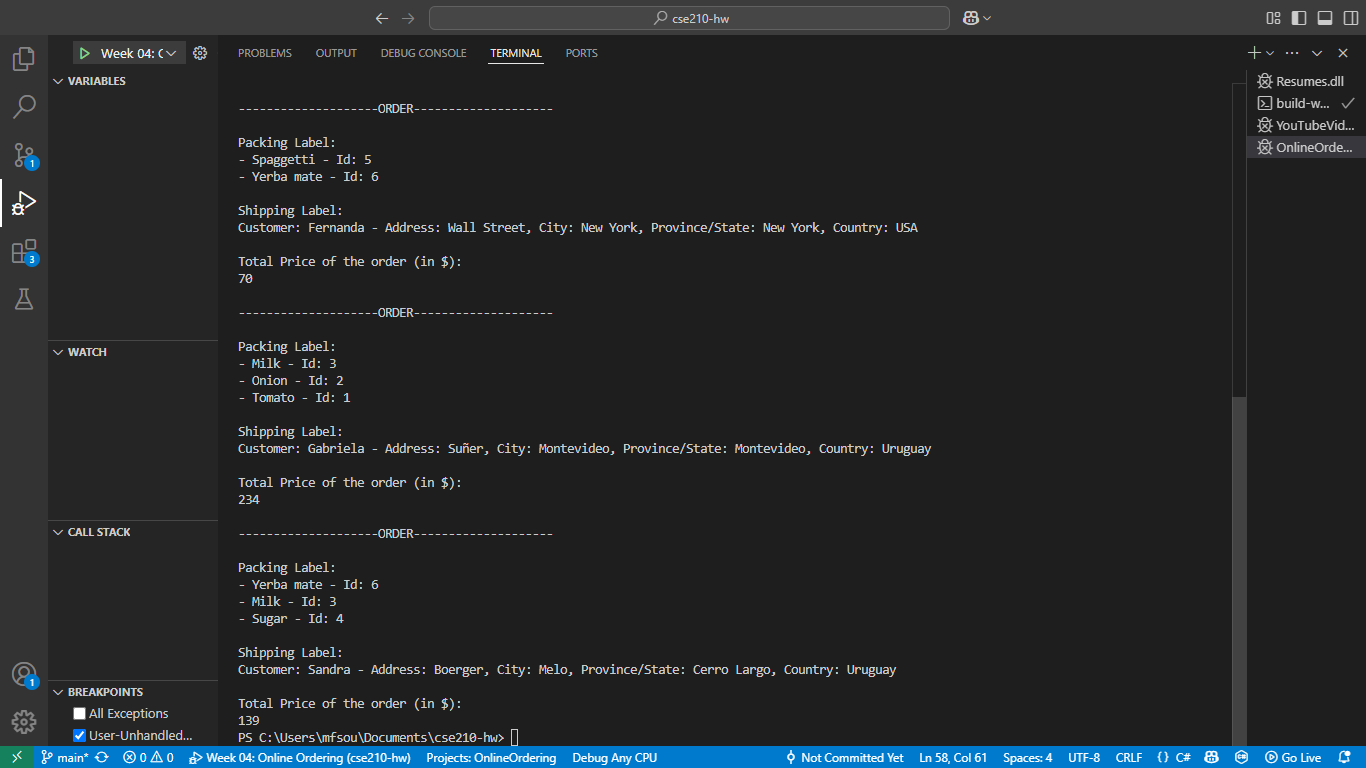 cse210-hw
Week 04: C
PROBLEMS
OUTPUT
DEBUG CONSOLE
TERMINAL
PORTS
VARIABLES
WATCH
CALL STACK
BREAKPOINTS
All Exceptions
User-Unhandled...
1
3
1
--------------------ORDER--------------------
Packing Label:
- Spaggetti - Id: 5
- Yerba mate - Id: 6
Shipping Label:
Customer: Fernanda - Address: Wall Street, City: New York, Province/State: New York, Country: USA
Total Price of the order (in $):
70
--------------------ORDER--------------------
Packing Label:
- Milk - Id: 3
- Onion - Id: 2
- Tomato - Id: 1
Shipping Label:
Customer: Gabriela - Address: Suñer, City: Montevideo, Province/State: Montevideo, Country: Uruguay
Total Price of the order (in $):
234
--------------------ORDER--------------------
Packing Label:
- Yerba mate - Id: 6
- Milk - Id: 3
- Sugar - Id: 4
Shipping Label:
Customer: Sandra - Address: Boerger, City: Melo, Province/State: Cerro Largo, Country: Uruguay
Total Price of the order (in $):
139
PS C:\Users\mfsou\Documents\cse210-hw>
Resumes.dll
build-w...
YouTubeVid...
OnlineOrde...
main* 0 0 Week 04: Online Ordering (cse210-hw) Projects: OnlineOrdering Debug Any CPU Not Committed Yet Ln 58, Col 61 Spaces: 4 UTF-8 CRLF {} C# Go Live